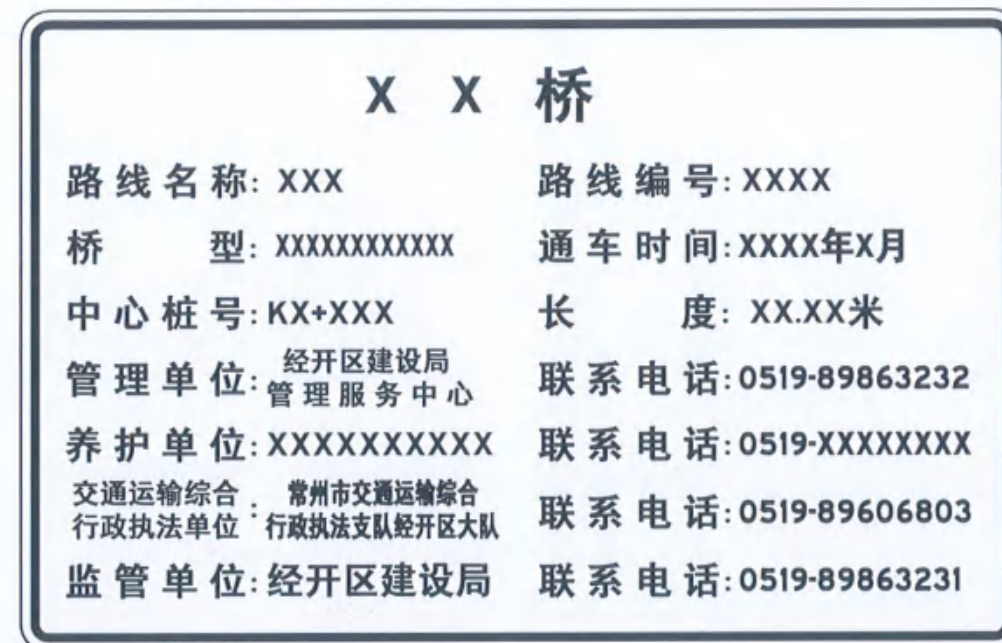 X X 桥
路线名称: XXX 路线编号: XXXX
桥 型: XXXXXXXXXXXX 通车时间: XXXX年X月
中心桩号: KX+XXX 长 度: XX.XX米
管理单位: 经开区建设局
管理服务中心 联系电话: 0519-89863232
养护单位: XXXXXXXXXX 联系电话: 0519-XXXXXXXX
交通运输综合
行政执法单位: 常州市交通运输综合
行政执法支队经开区大队 联系电话: 0519-89606803
监管单位: 经开区建设局 联系电话: 0519-89863231